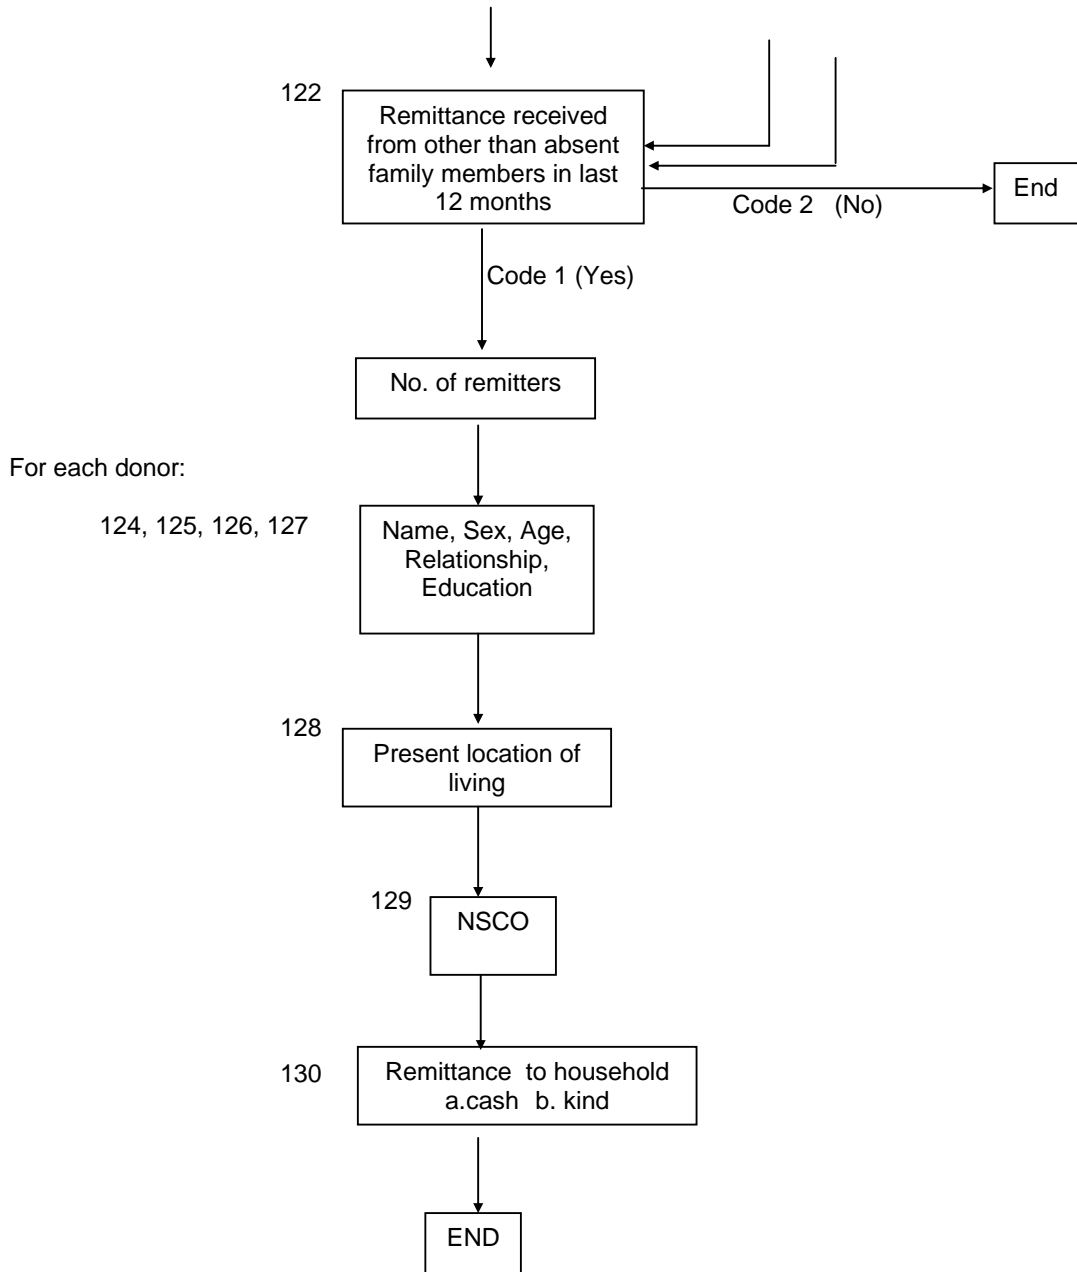 122
Remittance received
from other than absent
family members in last
12 months
End
Code 2 (No)
Code 1 (Yes)
No. of remitters
For each donor:
124, 125, 126, 127
Name, Sex, Age,
Relationship,
Education
128
Present location of
living
129
NSCO
130
Remittance to household
a.cash b. kind
END